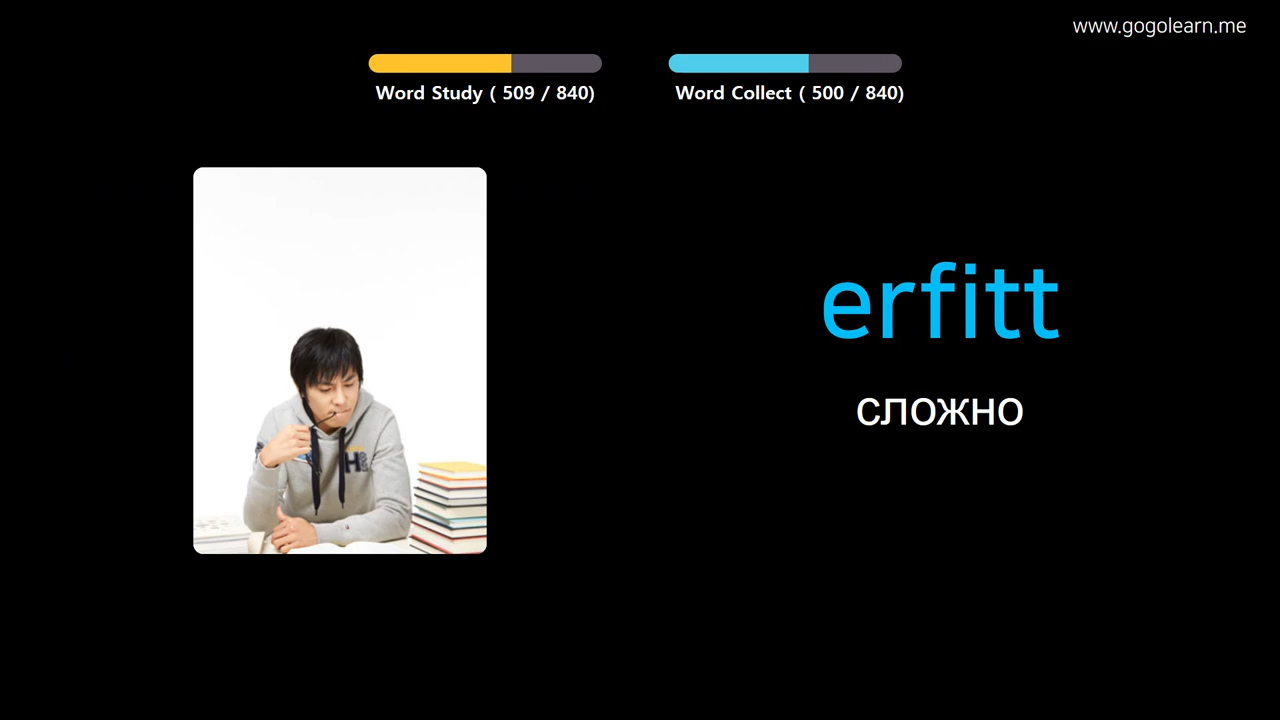 www.gogolearn.me
Word Study ( 509 / 840)
Word Collect ( 500 / 840)
erfitt
сложно